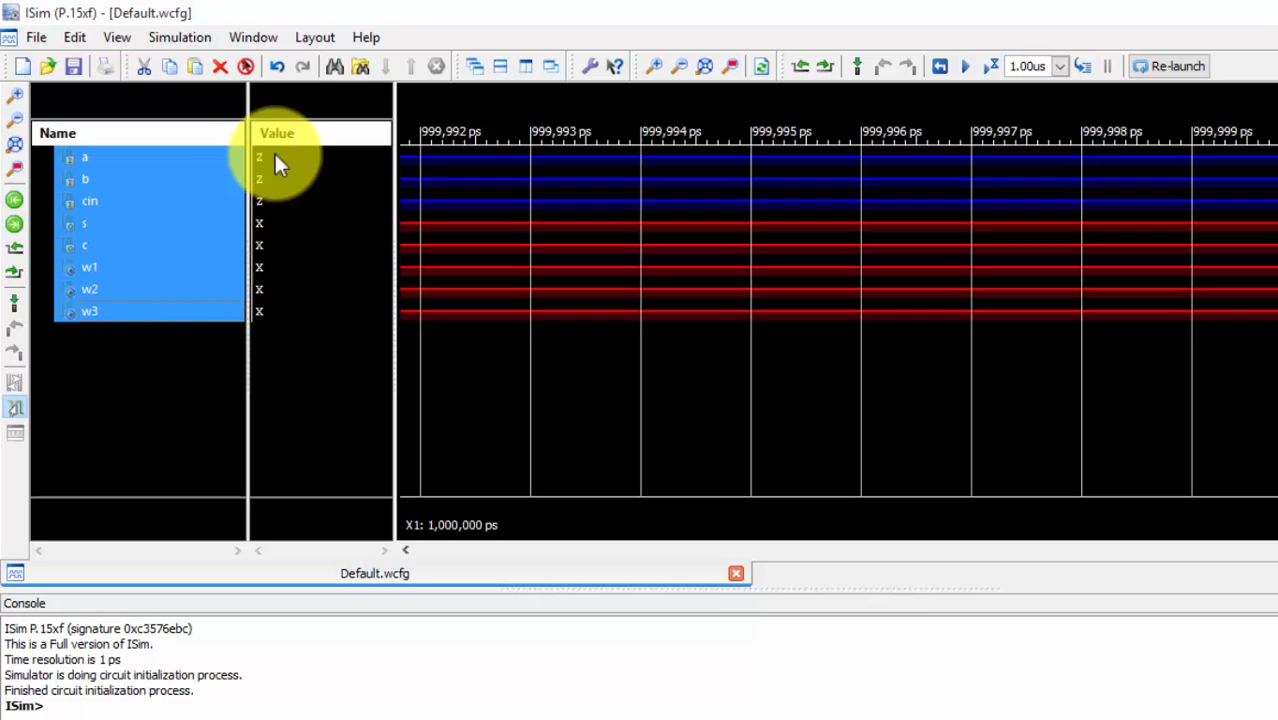 ISim (P.15xf) - [Default.wcfg]
File Edit View Simulation Window Layout Help
1.00us Re-launch
Name Value
999,992 ps 999,993 ps 999,994 ps 999,995 ps 999,996 ps 999,997 ps 999,998 ps 999,999 ps
a z
b z
cin z
s x
c x
w1 x
w2 x
w3 x
X1: 1,000,000 ps
Default.wcfg
Console
ISim P.15xf (signature 0xc3576ebc)
This is a Full version of ISim.
Time resolution is 1 ps
Simulator is doing circuit initialization process.
Finished circuit initialization process.
ISim>